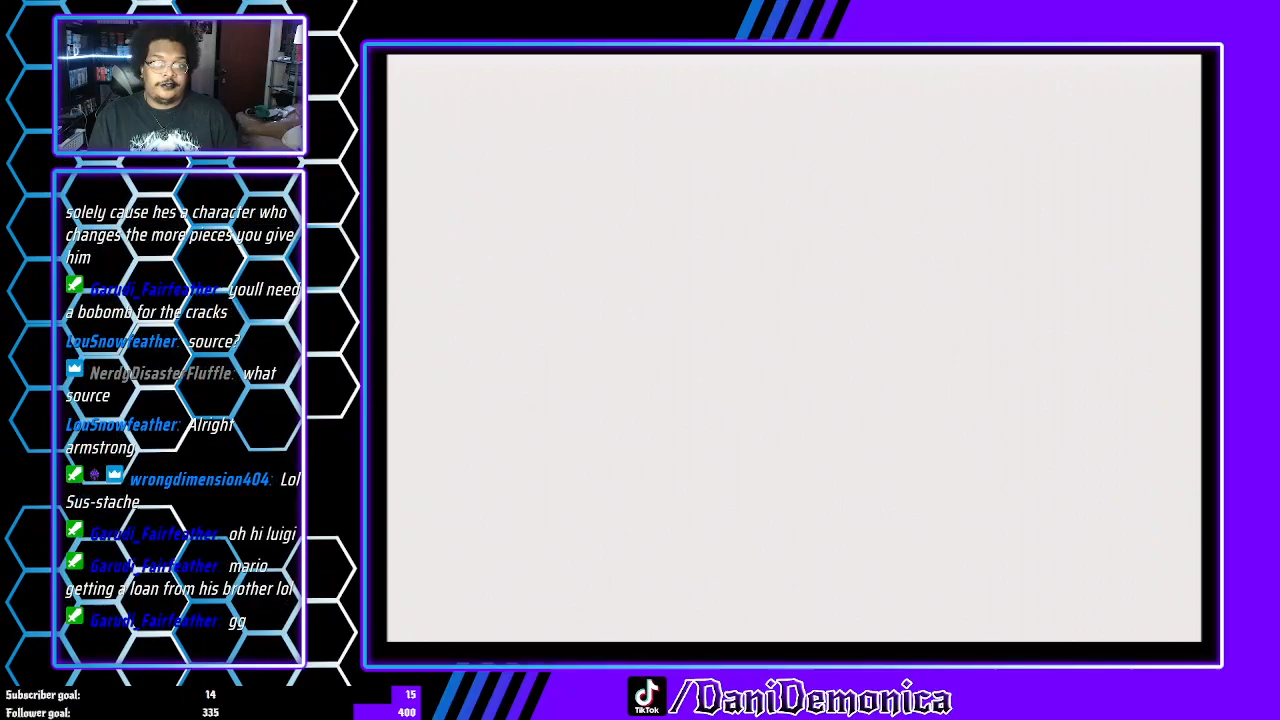 solely cause hes a character who
changes the more pieces you give
him
Garudi_Fairfeather: youll need
a bobomb for the cracks
LouSnowfeather: source?
NerdyDisasterFluffle: what
source
LouSnowfeather: Alright
armstrong
wrongdimension404: Lol
Sus-stache
Garudi_Fairfeather: oh hi luigi
Garudi_Fairfeather: mario
getting a loan from his brother lol
Garudi_Fairfeather: gg
Subscriber goal: 14 15
Follower goal: 335 400
TikTok /DaniDemonica